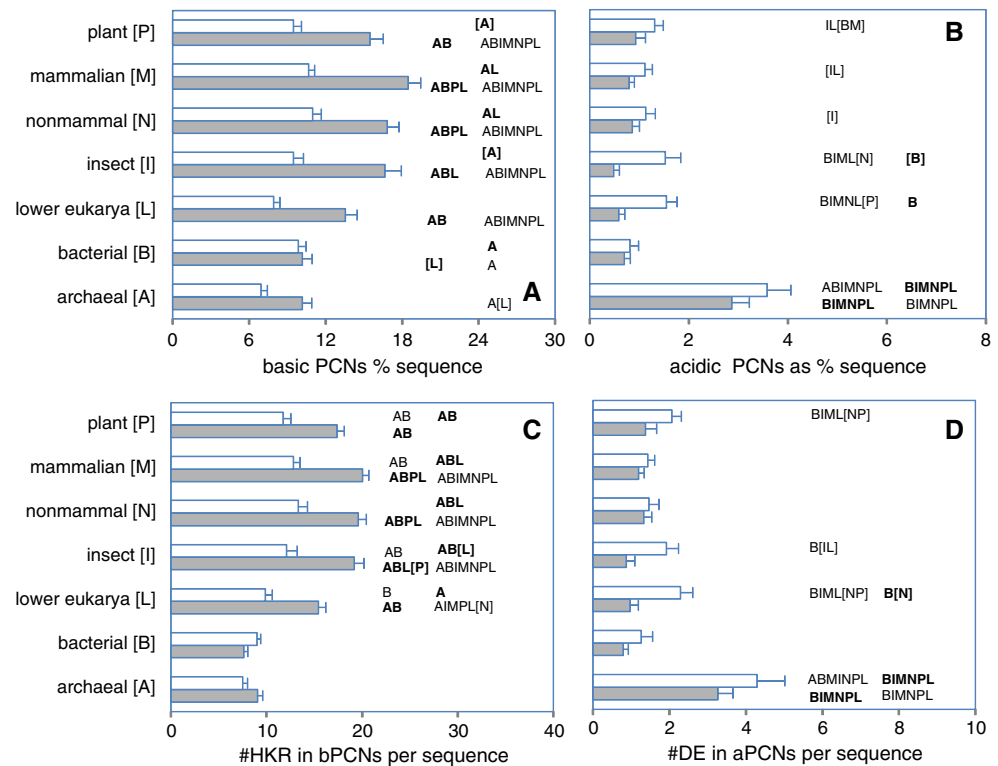 A
plant [P]
[A]
AB ABIMNPL
mammalian [M]
AL
ABPL ABIMNPL
nonmammal [N]
AL
ABPL ABIMNPL
insect [I]
[A]
ABL ABIMNPL
lower eukarya [L]
AB ABIMNPL
bacterial [B]
A
[L] A
archaeal [A]
A[L]
0 6 12 18 24 30
basic PCNs % sequence
B
IL[BM]
[IL]
[I]
BIML[N] [B]
BIMNL[P] B
ABIMNPL BIMNPL
BIMNPL BIMNPL
0 2 4 6 8
acidic PCNs as % sequence
C
plant [P]
AB AB
AB
mammalian [M]
AB ABL
ABPL ABIMNPL
nonmammal [N]
ABL
ABPL ABIMNPL
insect [I]
AB AB[L]
ABL[P] ABIMNPL
lower eukarya [L]
B A
AB AIMPL[N]
bacterial [B]
archaeal [A]
0 10 20 30 40
#HKR in bPCNs per sequence
D
BIML[NP]
B[IL]
BIML[NP] B[N]
ABMINPL BIMNPL
BIMNPL BIMNPL
0 2 4 6 8 10
#DE in aPCNs per sequence